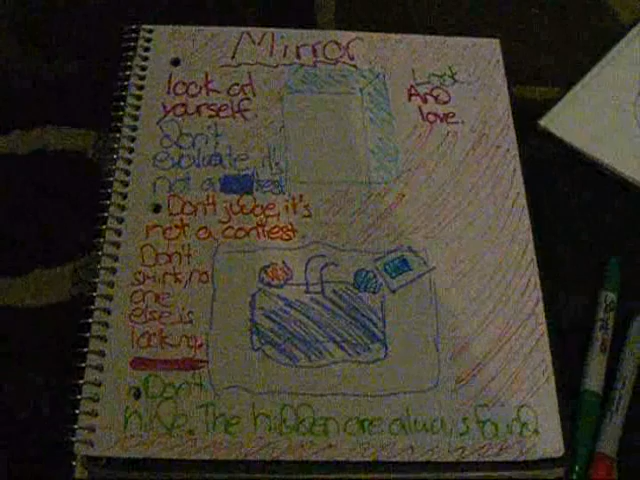 Mirror
look at
yourself.
Don't
evaluate it's
not a
Don't judge, it's
not a contest
Don't
no
one
else is
looking.
Don't
hide. The hidden are always found
Look
And
love.